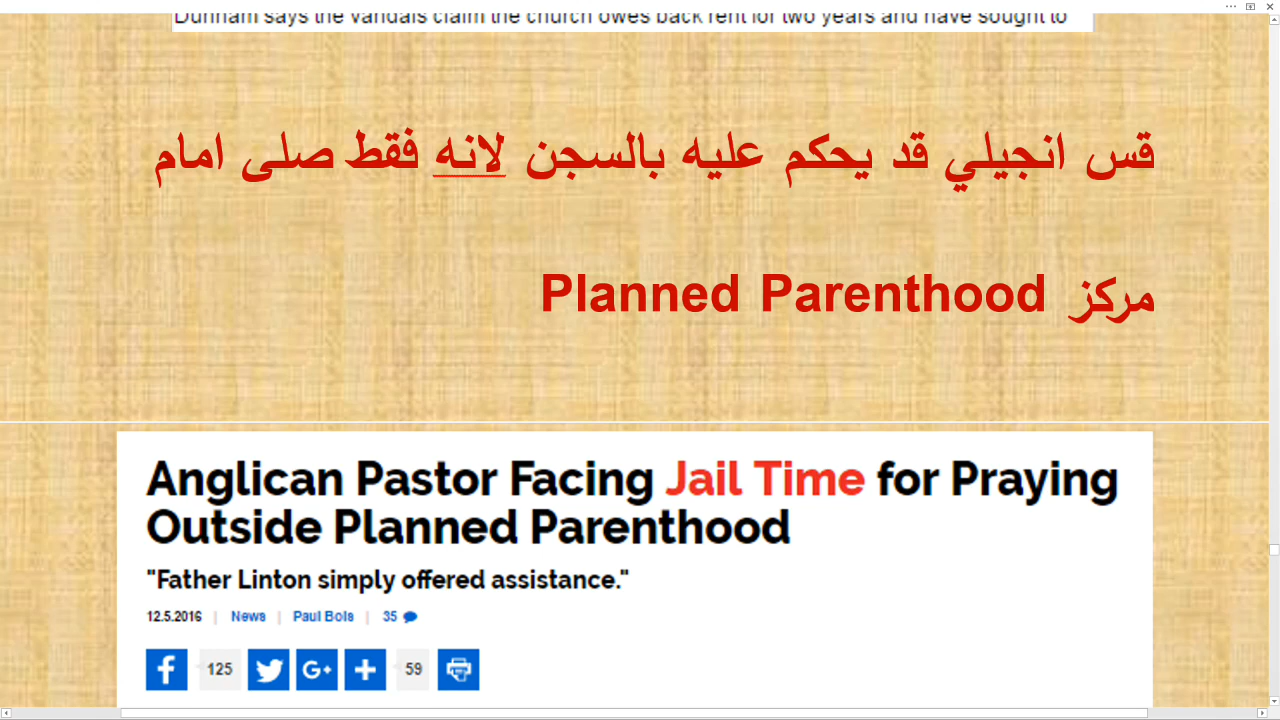 Dunham says the vandals claim the church owes back rent for two years and have sought to
قس انجيلي قد يحكم عليه بالسجن لانه فقط صلى امام
مركز Planned Parenthood
Anglican Pastor Facing Jail Time for Praying
Outside Planned Parenthood
"Father Linton simply offered assistance."
12.5.2016 | News | Paul Bois | 35
125 G+ 59